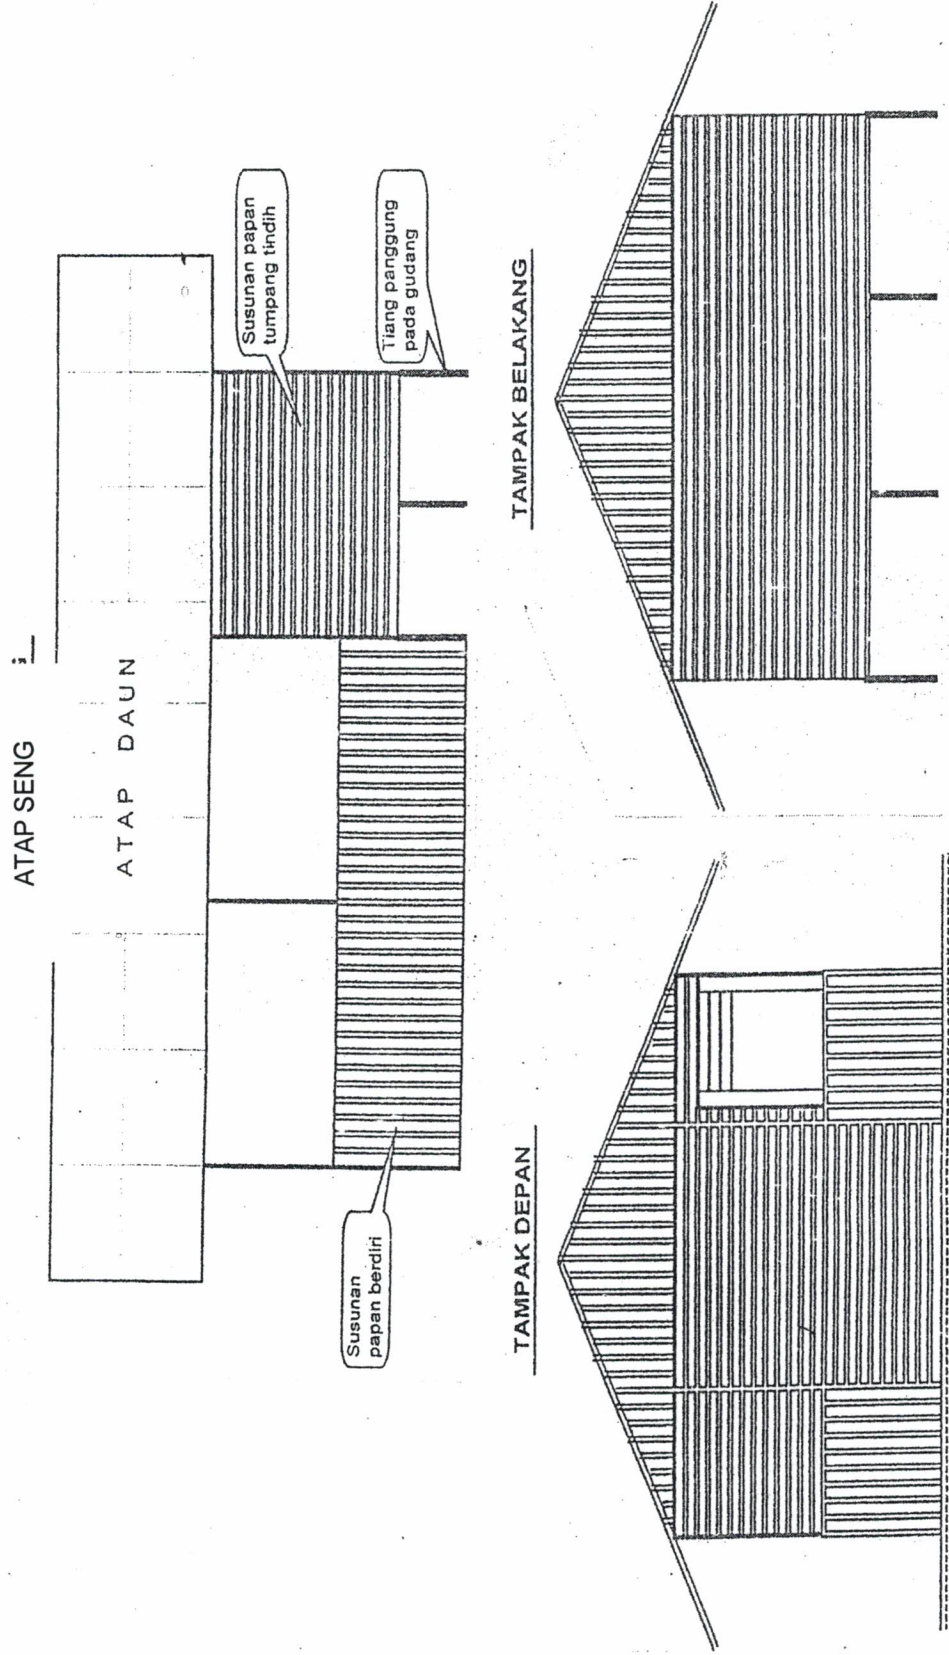 ATAP SENG
ATAP DAUN
Susunan papan
tumpang tindih
Tiang panggung
pada gudang
Susunan
papan berdiri
TAMPAK DEPAN
TAMPAK BELAKANG